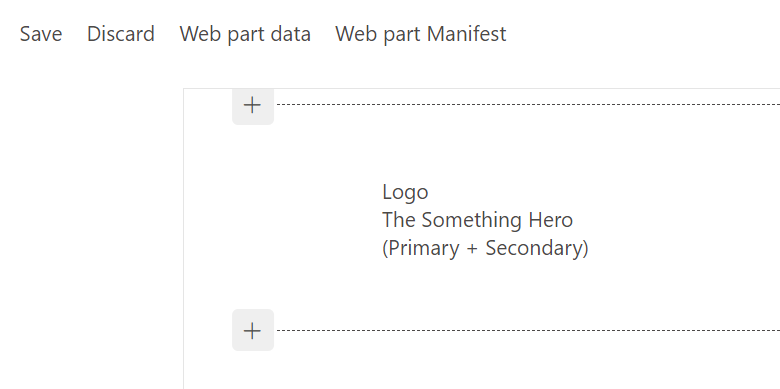 Save Discard Web part data Web part Manifest
Logo
The Something Hero
(Primary + Secondary)